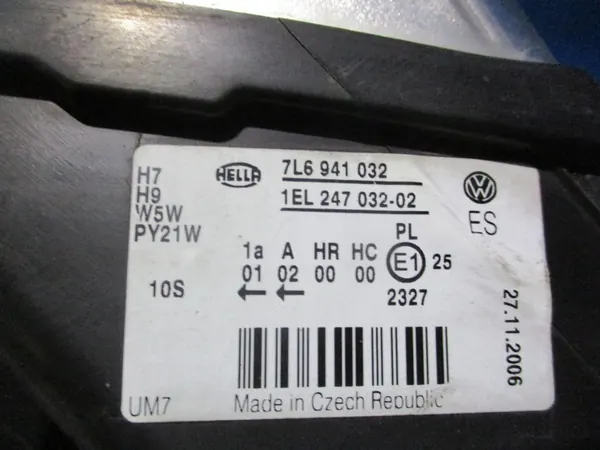 H7
H9
W5W
PY21W
HELLA
7L6 941 032
1EL 247 032-02
VW
ES
PL
1a A HR HC
01 02 00 00
E1 25
10S
← ←
2327
27.11.2006
UM7
Made in Czech Republic